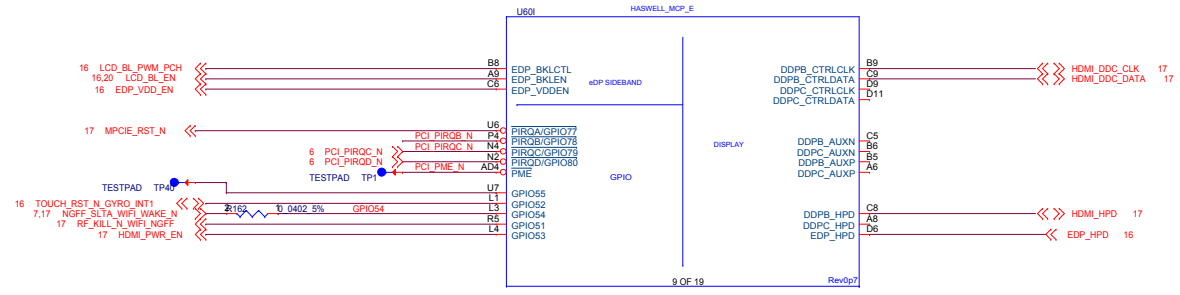 U60I
HASWELL_MCP_E
16 LCD_BL_PWM_PCH B8 EDP_BKLCTL
16,20 LCD_BL_EN A9 EDP_BKLEN
16 EDP_VDD_EN C6 EDP_VDDEN
eDP SIDEBAND
DDPB_CTRLCLK B9 HDMI_DDC_CLK 17
DDPB_CTRLDATA C9 HDMI_DDC_DATA 17
DDPC_CTRLCLK D9
DDPC_CTRLDATA D11
17 MPCIE_RST_N U6 PIRQA/GPIO77
PCI_PIRQB_N P4 PIRQB/GPIO78
6 PCI_PIRQC_N PCI_PIRQC_N N4 PIRQC/GPIO79
6 PCI_PIRQD_N N2 PIRQD/GPIO80
TESTPAD TP1 PCI_PME_N AD4 PME
DISPLAY
GPIO
DDPB_AUXN C5
DDPC_AUXN B6
DDPB_AUXP B5
DDPC_AUXP A6
TESTPAD TP40 U7 GPIO55
16 TOUCH_RST_N_GYRO_INT1 L1 GPIO52
7,17 NGFF_SLTA_WIFI_WAKE_N 2 R162 1 0_0402_5% GPIO54 L3 GPIO54
17 RF_KILL_N_WIFI_NGFF R5 GPIO51
17 HDMI_PWR_EN L4 GPIO53
DDPB_HPD C8 HDMI_HPD 17
DDPC_HPD A8
EDP_HPD D6 EDP_HPD 16
9 OF 19
Rev0p7